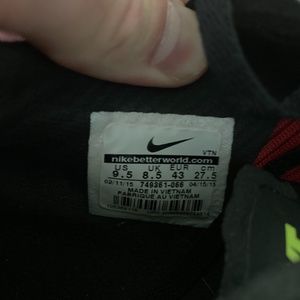 VTN
nikebetterworld.com
US UK EUR cm
9.5 8.5 43 27.5
02/11/15 749361-066 04/15/15
MADE IN VIETNAM
FABRIQUE AU VIETNAM